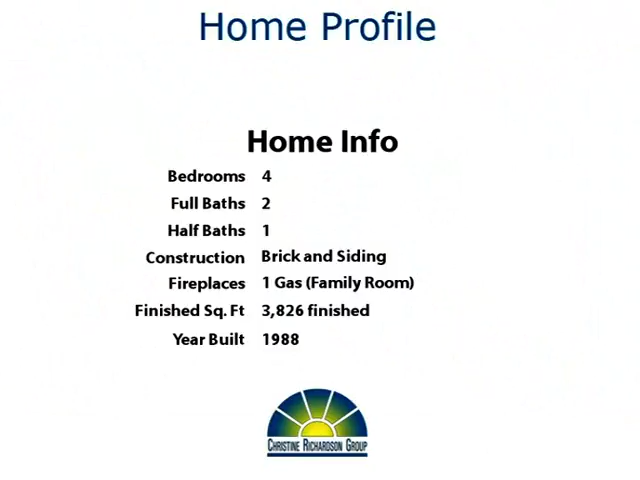 Home Profile
Home Info
Bedrooms 4
Full Baths 2
Half Baths 1
Construction Brick and Siding
Fireplaces 1 Gas (Family Room)
Finished Sq. Ft 3,826 finished
Year Built 1988
Christine Richardson Group